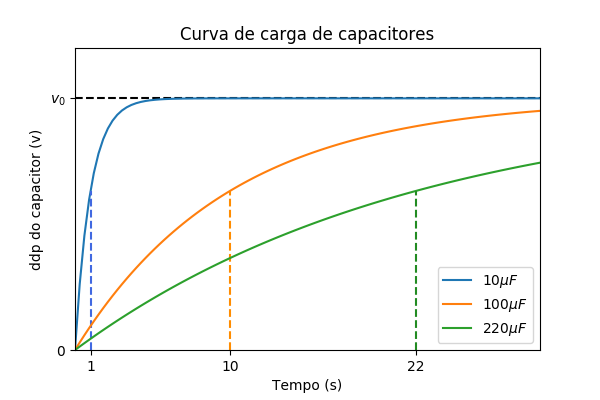 Curva de carga de capacitores
v₀
ddp do capacitor (v)
0
1
10
22
Tempo (s)
10μF
100μF
220μF